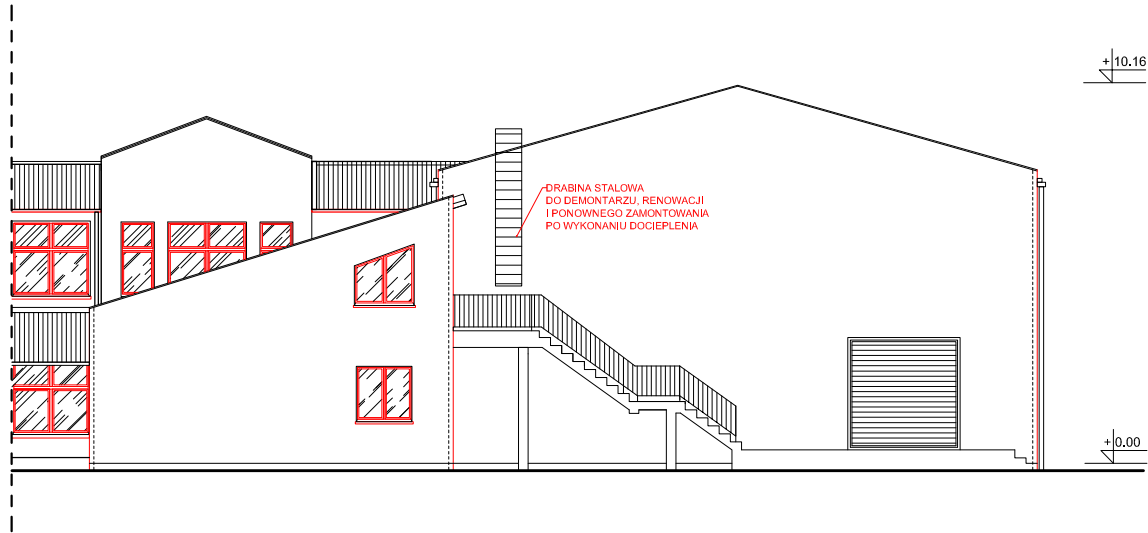 +10.16
DRABINA STALOWA
DO DEMONTARZU, RENOWACJI
I PONOWNEGO ZAMONTOWANIA
PO WYKONANIU DOCIEPLENIA
+0.00